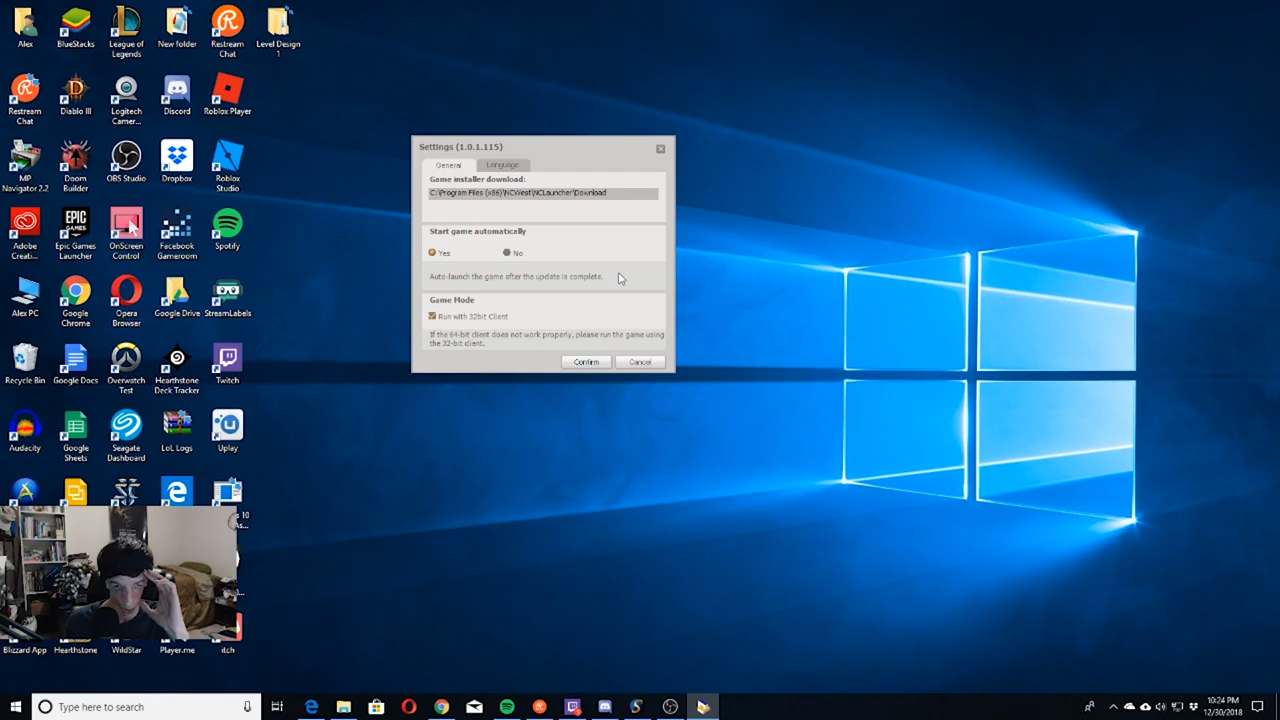 Alex
BlueStacks
League of
Legends
New folder
Restream
Chat
Level Design
1
Restream
Chat
Diablo III
Logitech
Camer...
Discord
Roblox Player
MP
Navigator 2.2
Doom
Builder
OBS Studio
Dropbox
Roblox
Studio
Adobe
Creati...
Epic Games
Launcher
OnScreen
Control
Facebook
Gameroom
Spotify
Alex PC
Google
Chrome
Opera
Browser
Google Drive
StreamLabels
Recycle Bin
Google Docs
Overwatch
Test
Hearthstone
Deck Tracker
Twitch
Audacity
Google
Sheets
Seagate
Dashboard
LoL Logs
Uplay
Blizzard App
Hearthstone
WildStar
Player.me
itch
Settings (1.0.1.115)
General
Language
Game installer download:
C:\Program Files (x86)\NCWest\NCLauncher\Download
Start game automatically
Yes
No
Auto-launch the game after the update is complete.
Game Mode
Run with 32bit Client
If the 64-bit client does not work properly, please run the game using
the 32-bit client.
Confirm
Cancel
Type here to search
10:24 PM
12/30/2018